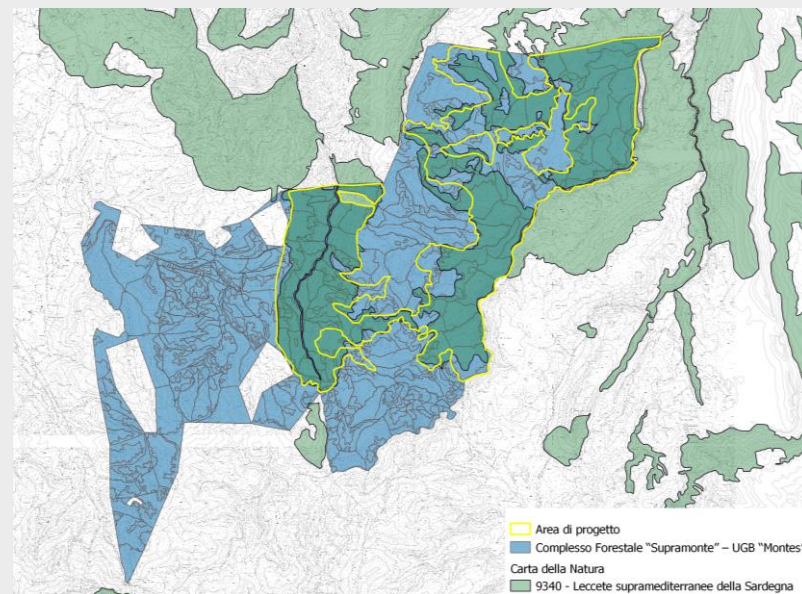 Area di progetto
Complesso Forestale “Supramonte” – UGB “Montes”
Carta della Natura
9340 - Leccete supramediterranee della Sardegna